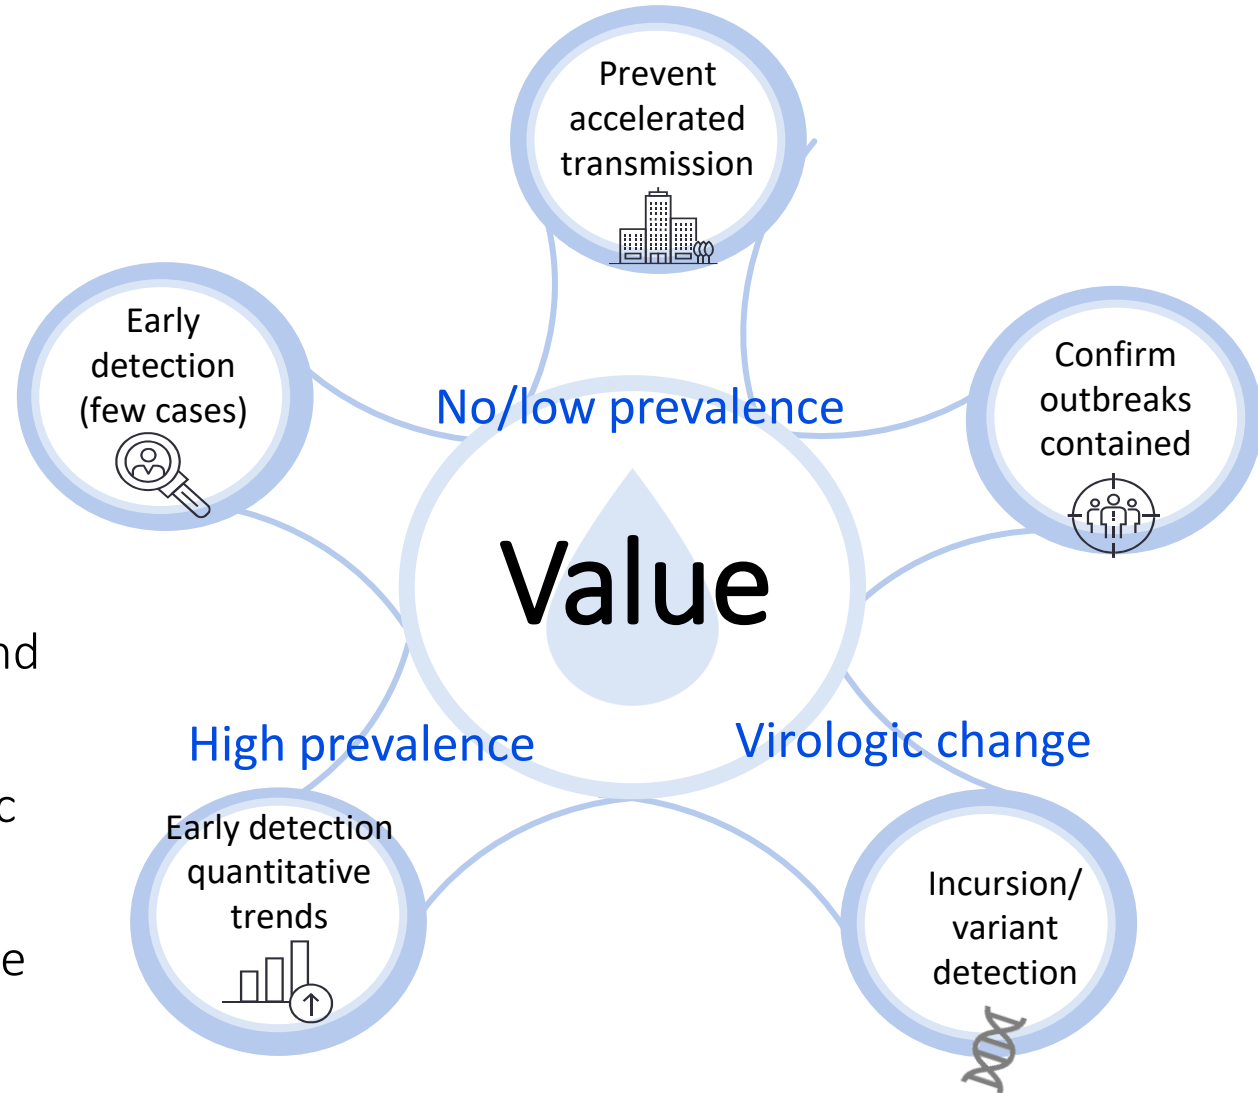 Prevent
accelerated
transmission
Early
detection
(few cases)
Confirm
outbreaks
contained
No/low prevalence
Value
nd
High prevalence
Virologic change
c
Early detection
quantitative
trends
Incursion/
variant
detection
e